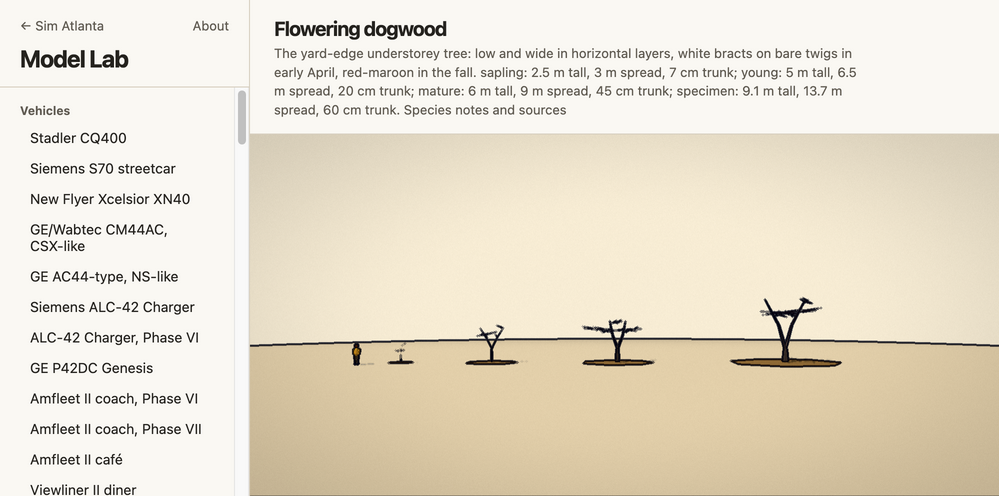 ← Sim Atlanta
About
Model Lab
Vehicles
Stadler CQ400
Siemens S70 streetcar
New Flyer Xcelsior XN40
GE/Wabtec CM44AC,
CSX-like
GE AC44-type, NS-like
Siemens ALC-42 Charger
ALC-42 Charger, Phase VI
GE P42DC Genesis
Amfleet II coach, Phase VI
Amfleet II coach, Phase VII
Amfleet II café
Viewliner II diner
Flowering dogwood
The yard-edge understorey tree: low and wide in horizontal layers, white bracts on bare twigs in
early April, red-maroon in the fall. sapling: 2.5 m tall, 3 m spread, 7 cm trunk; young: 5 m tall, 6.5
m spread, 20 cm trunk; mature: 6 m tall, 9 m spread, 45 cm trunk; specimen: 9.1 m tall, 13.7 m
spread, 60 cm trunk. Species notes and sources